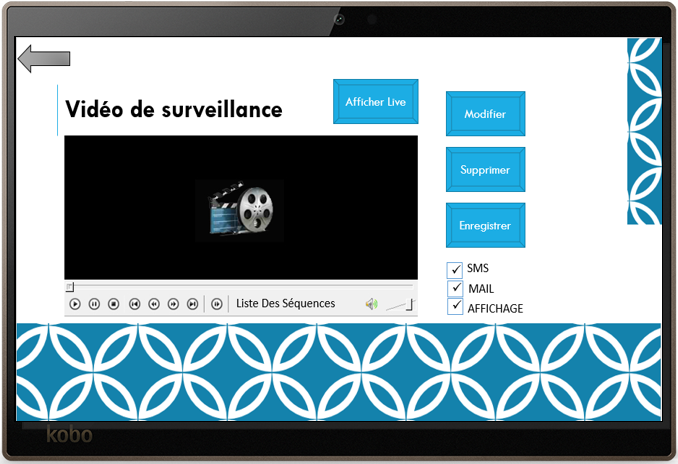 Afficher Live
Vidéo de surveillance
Modifier
Supprimer
Enregistrer
SMS
MAIL
AFFICHAGE
Liste Des Séquences
kobo